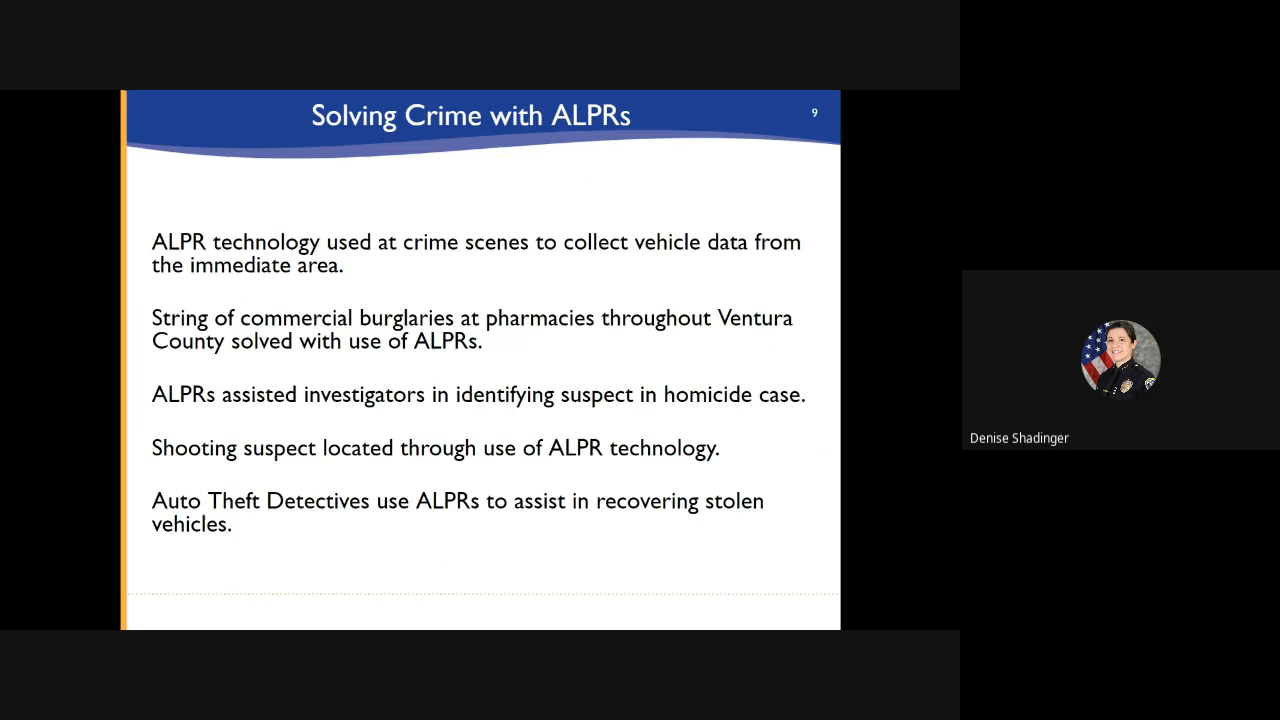 Solving Crime with ALPRs
9
ALPR technology used at crime scenes to collect vehicle data from
the immediate area.
String of commercial burglaries at pharmacies throughout Ventura
County solved with use of ALPRs.
ALPRs assisted investigators in identifying suspect in homicide case.
Shooting suspect located through use of ALPR technology.
Auto Theft Detectives use ALPRs to assist in recovering stolen
vehicles.
Denise Shadinger